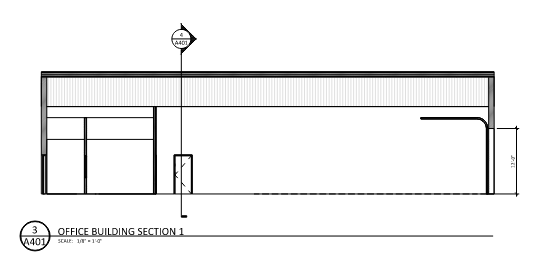 4
A401
12'-0"
3
A401
OFFICE BUILDING SECTION 1
SCALE: 1/8" = 1'-0"